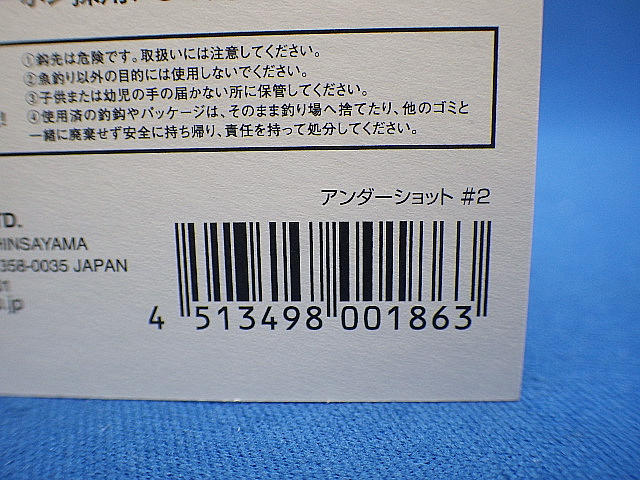 ①鈎先は危険です。取扱いには注意してください。
②魚釣り以外の目的には使用しないでください。
③子供または幼児の手の届かない所に保管してください。
④使用済の釣鈎やパッケージは、そのまま釣り場へ捨てたり、他のゴミと
一緒に廃棄せず安全に持ち帰り、責任を持って処分してください。
アンダーショット #2
TD.
HINSAYAMA
358-0035 JAPAN
.jp
4 513498 001863